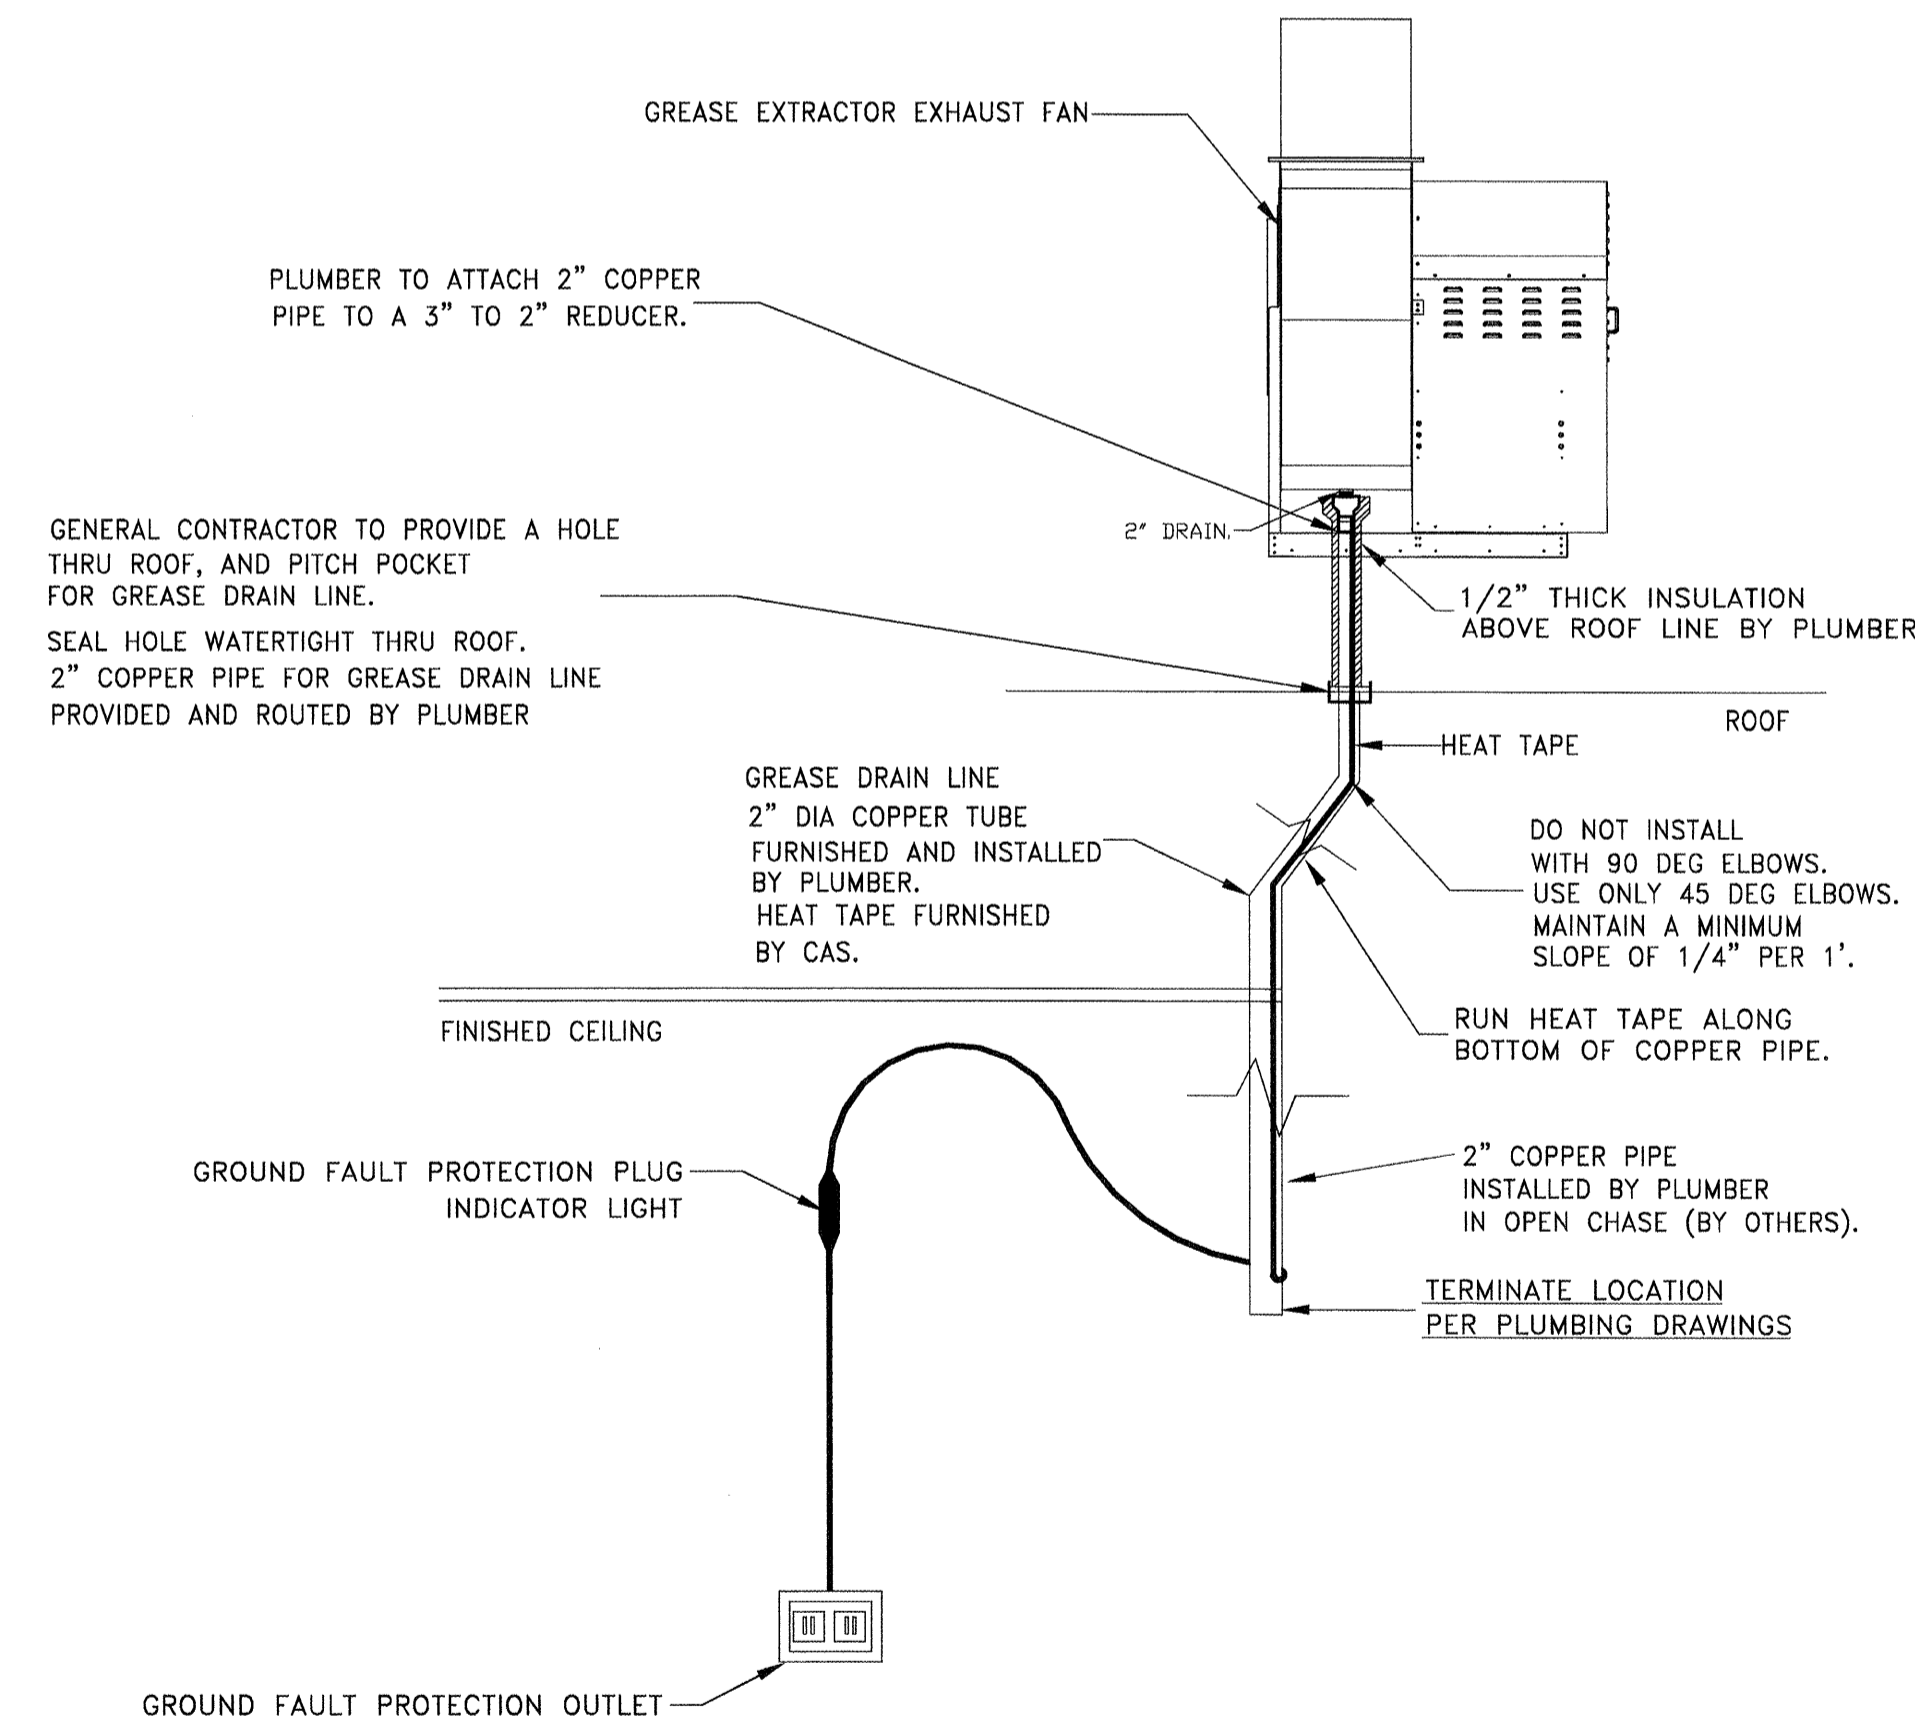 GREASE EXTRACTOR EXHAUST FAN
PLUMBER TO ATTACH 2" COPPER
PIPE TO A 3" TO 2" REDUCER.
GENERAL CONTRACTOR TO PROVIDE A HOLE
THRU ROOF, AND PITCH POCKET
FOR GREASE DRAIN LINE.
SEAL HOLE WATERTIGHT THRU ROOF.
2" COPPER PIPE FOR GREASE DRAIN LINE
PROVIDED AND ROUTED BY PLUMBER
2" DRAIN.
1/2" THICK INSULATION
ABOVE ROOF LINE BY PLUMBER
ROOF
HEAT TAPE
GREASE DRAIN LINE
2" DIA COPPER TUBE
FURNISHED AND INSTALLED
BY PLUMBER.
HEAT TAPE FURNISHED
BY CAS.
DO NOT INSTALL
WITH 90 DEG ELBOWS.
USE ONLY 45 DEG ELBOWS.
MAINTAIN A MINIMUM
SLOPE OF 1/4" PER 1'.
FINISHED CEILING
RUN HEAT TAPE ALONG
BOTTOM OF COPPER PIPE.
GROUND FAULT PROTECTION PLUG
INDICATOR LIGHT
2" COPPER PIPE
INSTALLED BY PLUMBER
IN OPEN CHASE (BY OTHERS).
TERMINATE LOCATION
PER PLUMBING DRAWINGS
GROUND FAULT PROTECTION OUTLET